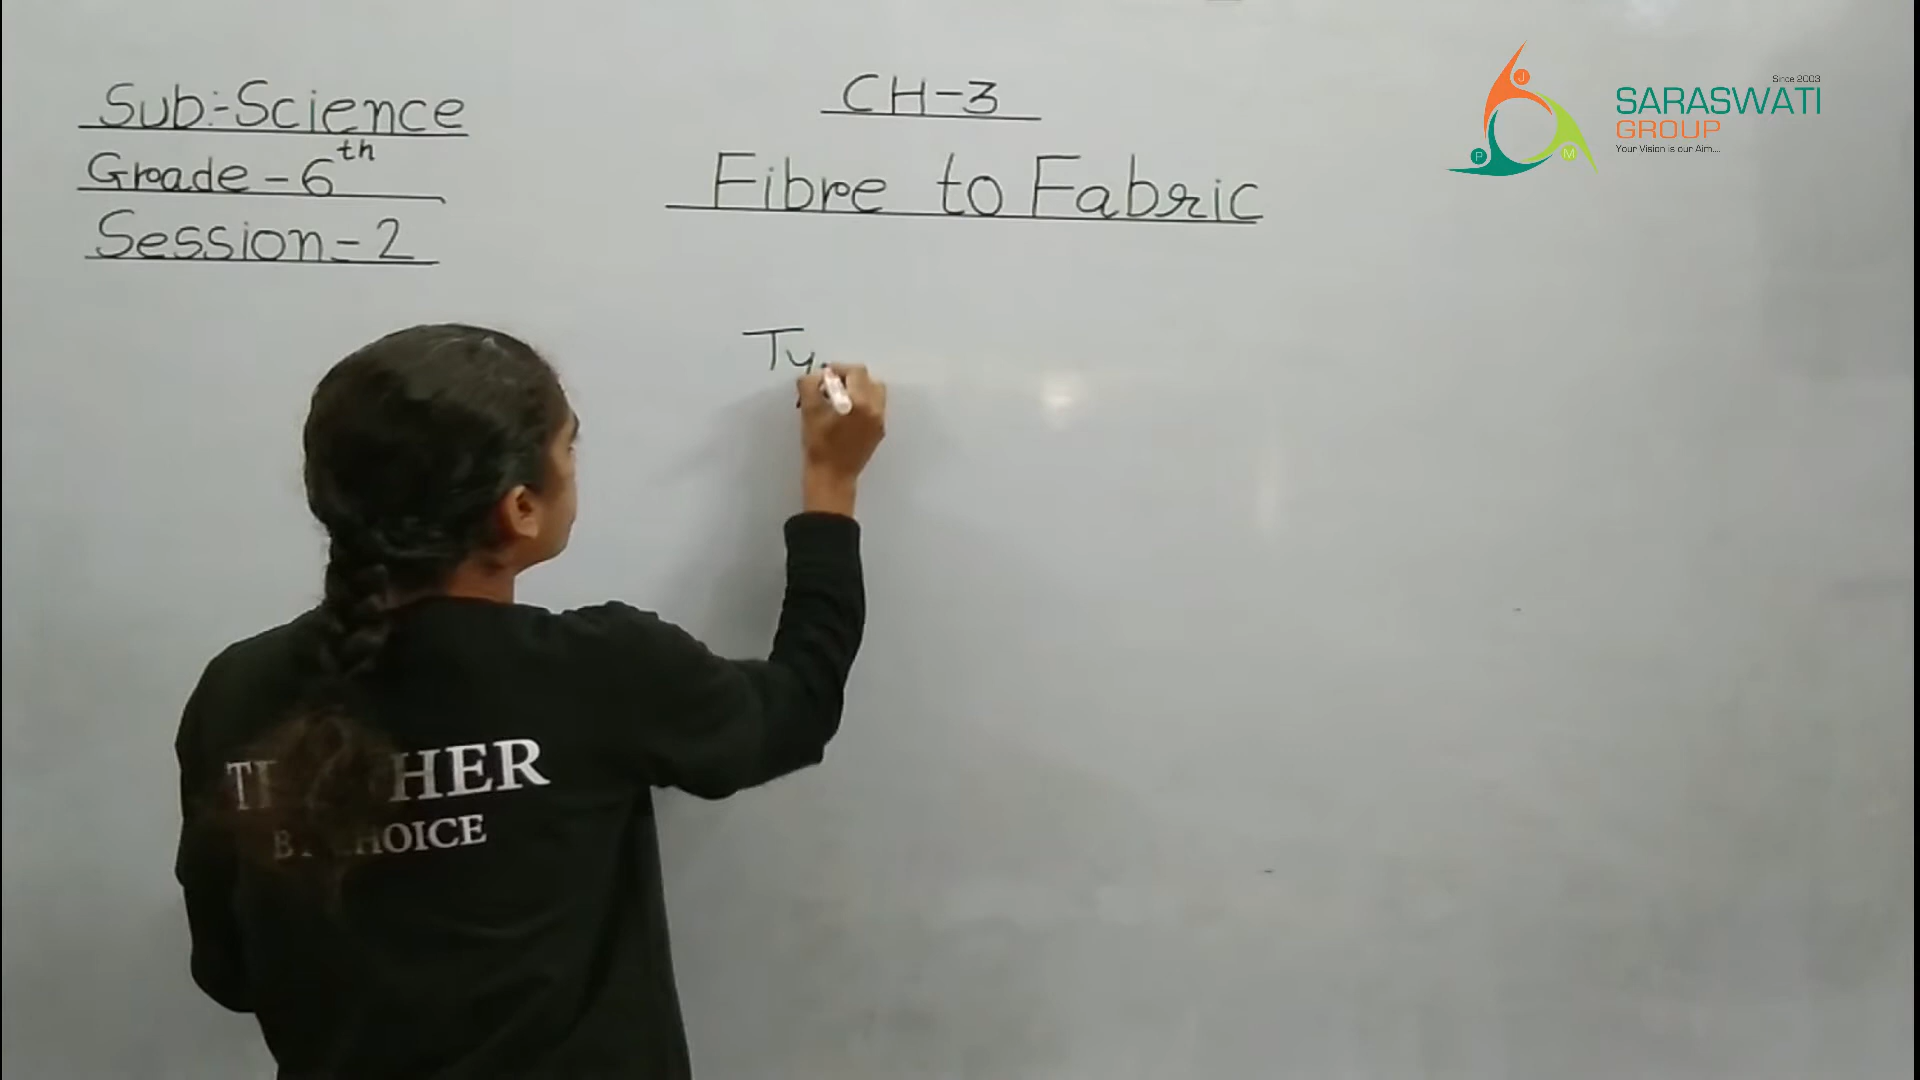 Sub:-Science
Grade-6th
Session-2
CH-3
Fibre to Fabric
Ty
Since 2003
SARASWATI
GROUP
Your Vision is our Aim....
J
P
M
HER
HOICE